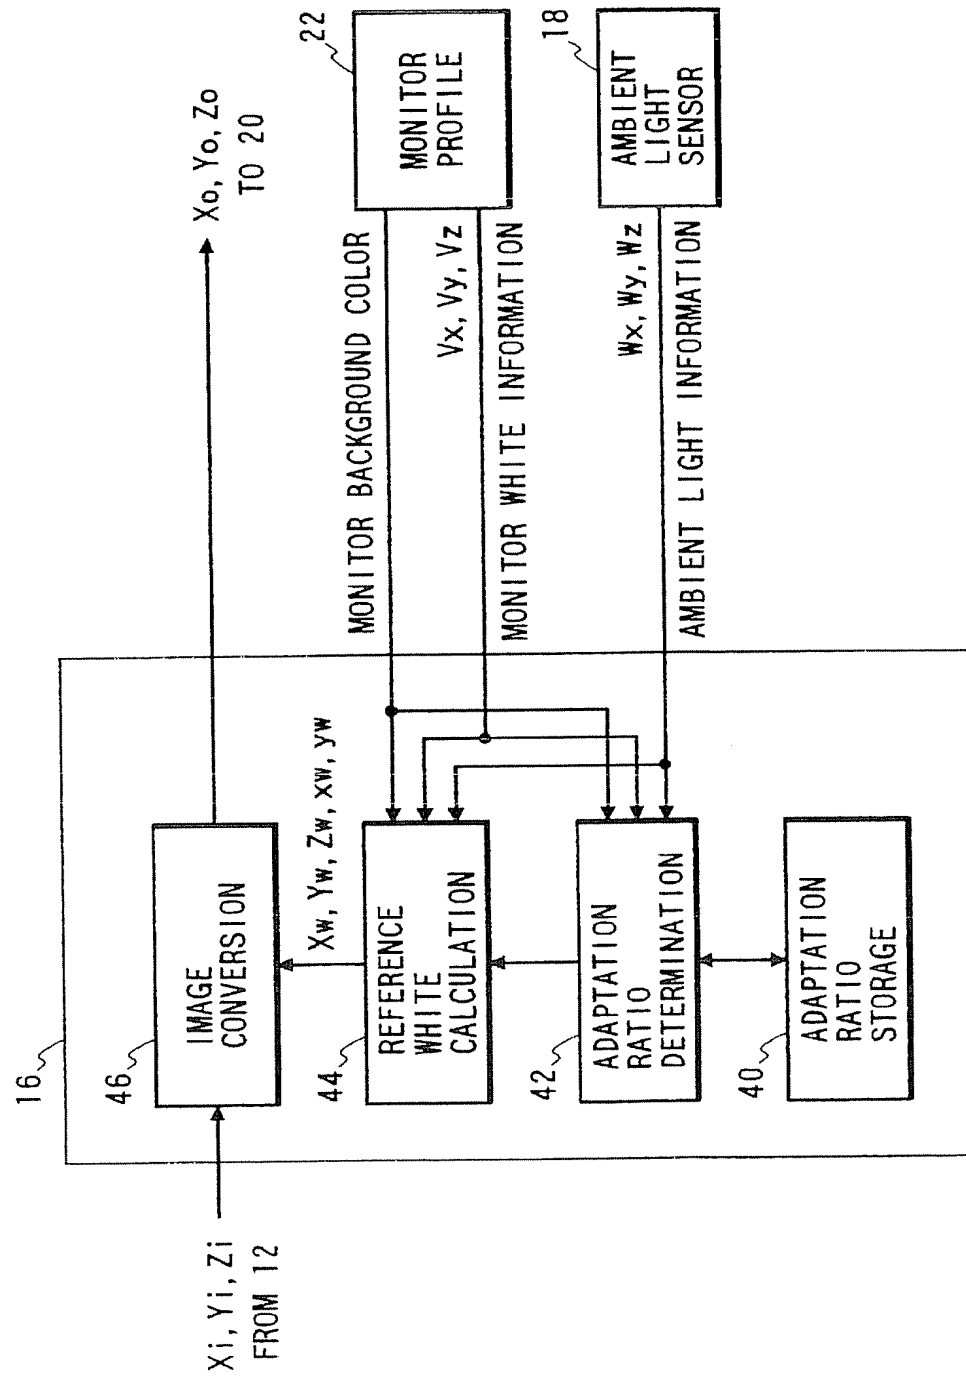 16
Xi, Yi, Zi
FROM 12
46
IMAGE
CONVERSION
Xo, Yo, Zo
TO 20
Xw, Yw, Zw, xw, yw
44
REFERENCE
WHITE
CALCULATION
MONITOR BACKGROUND COLOR
22
MONITOR
PROFILE
Vx, Vy, Vz
MONITOR WHITE INFORMATION
42
ADAPTATION
RATIO
DETERMINATION
18
AMBIENT
LIGHT
SENSOR
Wx, Wy, Wz
AMBIENT LIGHT INFORMATION
40
ADAPTATION
RATIO
STORAGE